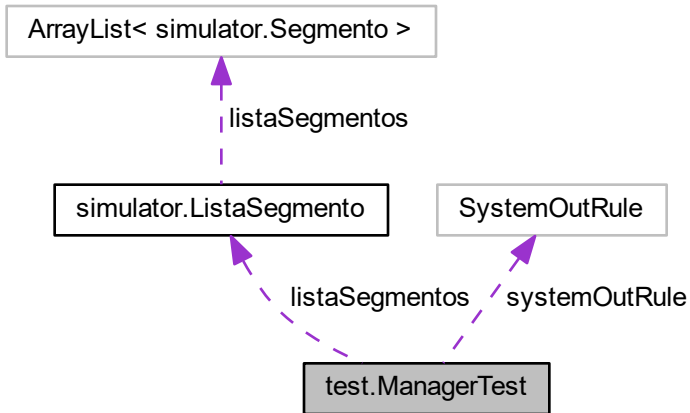 ArrayList< simulator.Segmento >
listaSegmentos
simulator.ListaSegmento
SystemOutRule
listaSegmentos
systemOutRule
test.ManagerTest